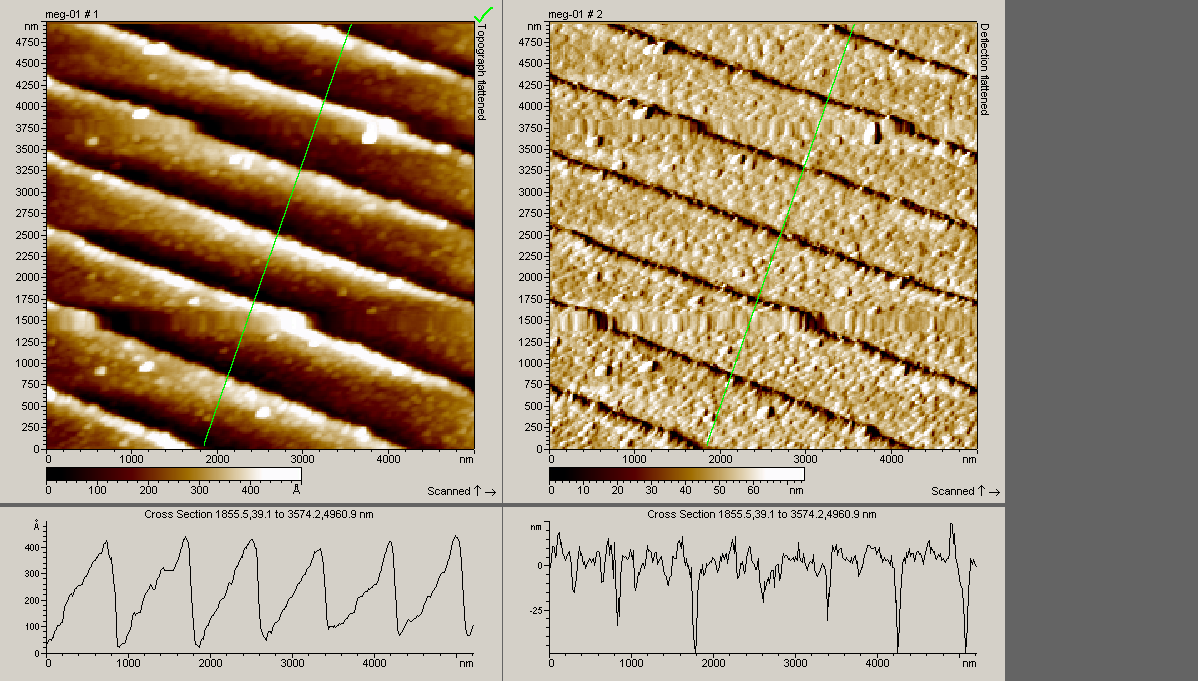 meg-01 # 1
nm
4750
4500
4250
4000
3750
3500
3250
3000
2750
2500
2250
2000
1750
1500
1250
1000
750
500
250
0
Topograph flattened
0 2000 3000 4000 nm
0 100 200 300 400 Å
Scanned ↑ →
meg-01 # 2
nm
4750
4500
4250
4000
3750
3500
3250
3000
2750
2500
2250
2000
1750
1500
1250
1000
750
500
250
0
Deflection flattened
0 2000 3000 4000 nm
0 10 20 30 40 50 60 nm
Scanned ↑ →
Cross Section 1855.5,39.1 to 3574.2,4960.9 nm
Å
400
300
200
100
0
0 1000 2000 3000 4000 nm
Cross Section 1855.5,39.1 to 3574.2,4960.9 nm
nm
0
-25
0 1000 2000 3000 4000 nm